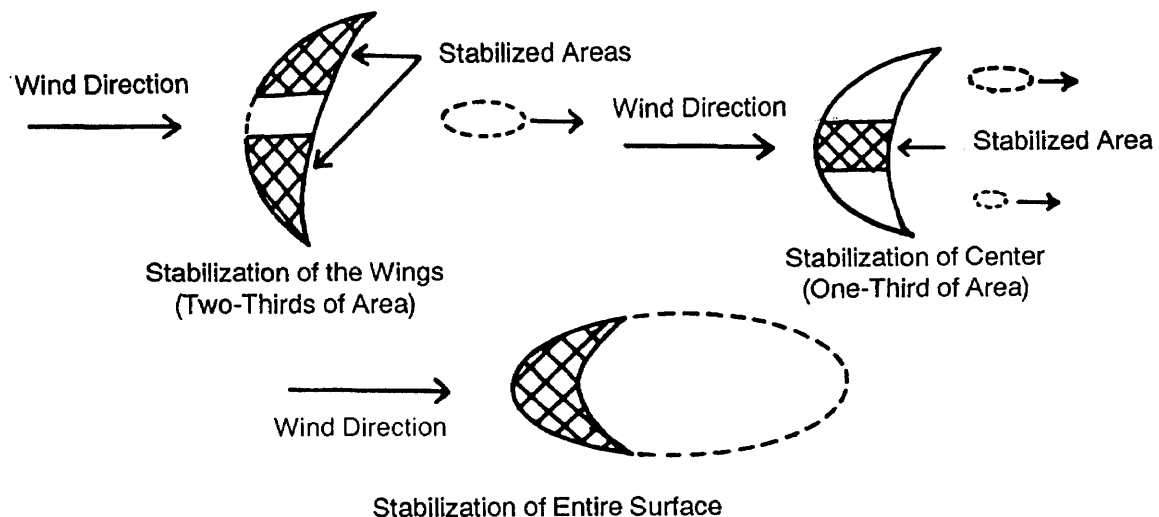 Wind Direction
Stabilized Areas
Stabilization of the Wings
(Two-Thirds of Area)
Wind Direction
Stabilized Area
Stabilization of Center
(One-Third of Area)
Wind Direction
Stabilization of Entire Surface